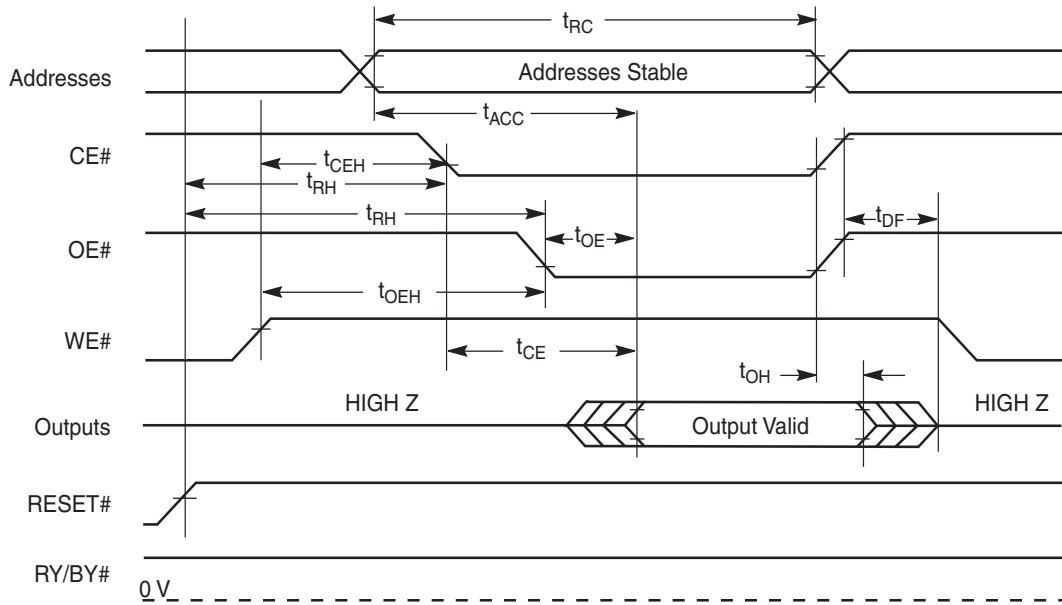 tRC
Addresses
Addresses Stable
tACC
CE#
tCEH
tRH
tRH
tDF
OE#
tOE
tOEH
WE#
tCE
tOH
HIGH Z
HIGH Z
Outputs
Output Valid
RESET#
RY/BY#
0 V